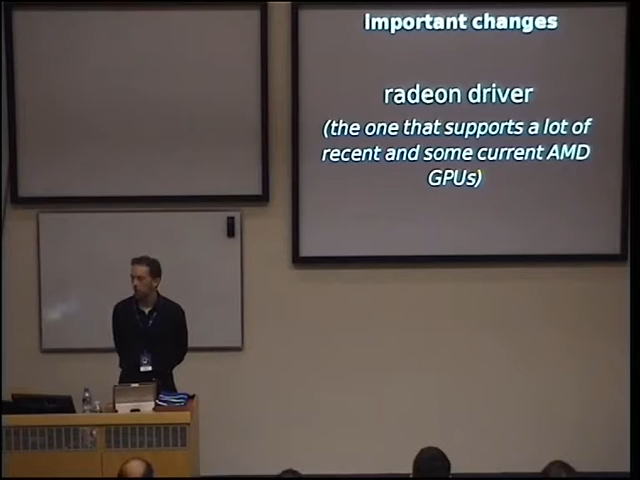 Important changes
radeon driver
(the one that supports a lot of
recent and some current AMD
GPUs)